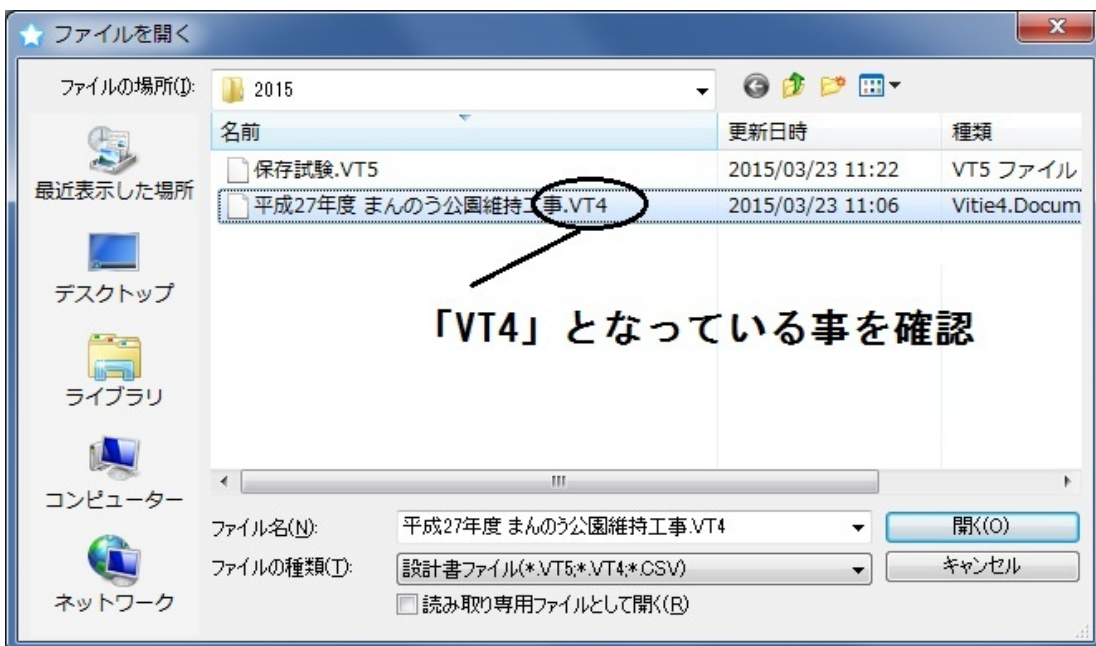 ファイルを開く
ファイルの場所(I):
2015
名前 更新日時 種類
保存試験.VT5 2015/03/23 11:22 VT5 ファイル
平成27年度 まんのう公園維持工事.VT4 2015/03/23 11:06 Vitie4.Docum
最近表示した場所
デスクトップ
ライブラリ
コンピューター
ネットワーク
「VT4」となっている事を確認
ファイル名(N): 平成27年度 まんのう公園維持工事.VT4 開く(O)
ファイルの種類(T): 設計書ファイル(*.VT5;*.VT4;*.CSV) キャンセル
読み取り専用ファイルとして開く(R)